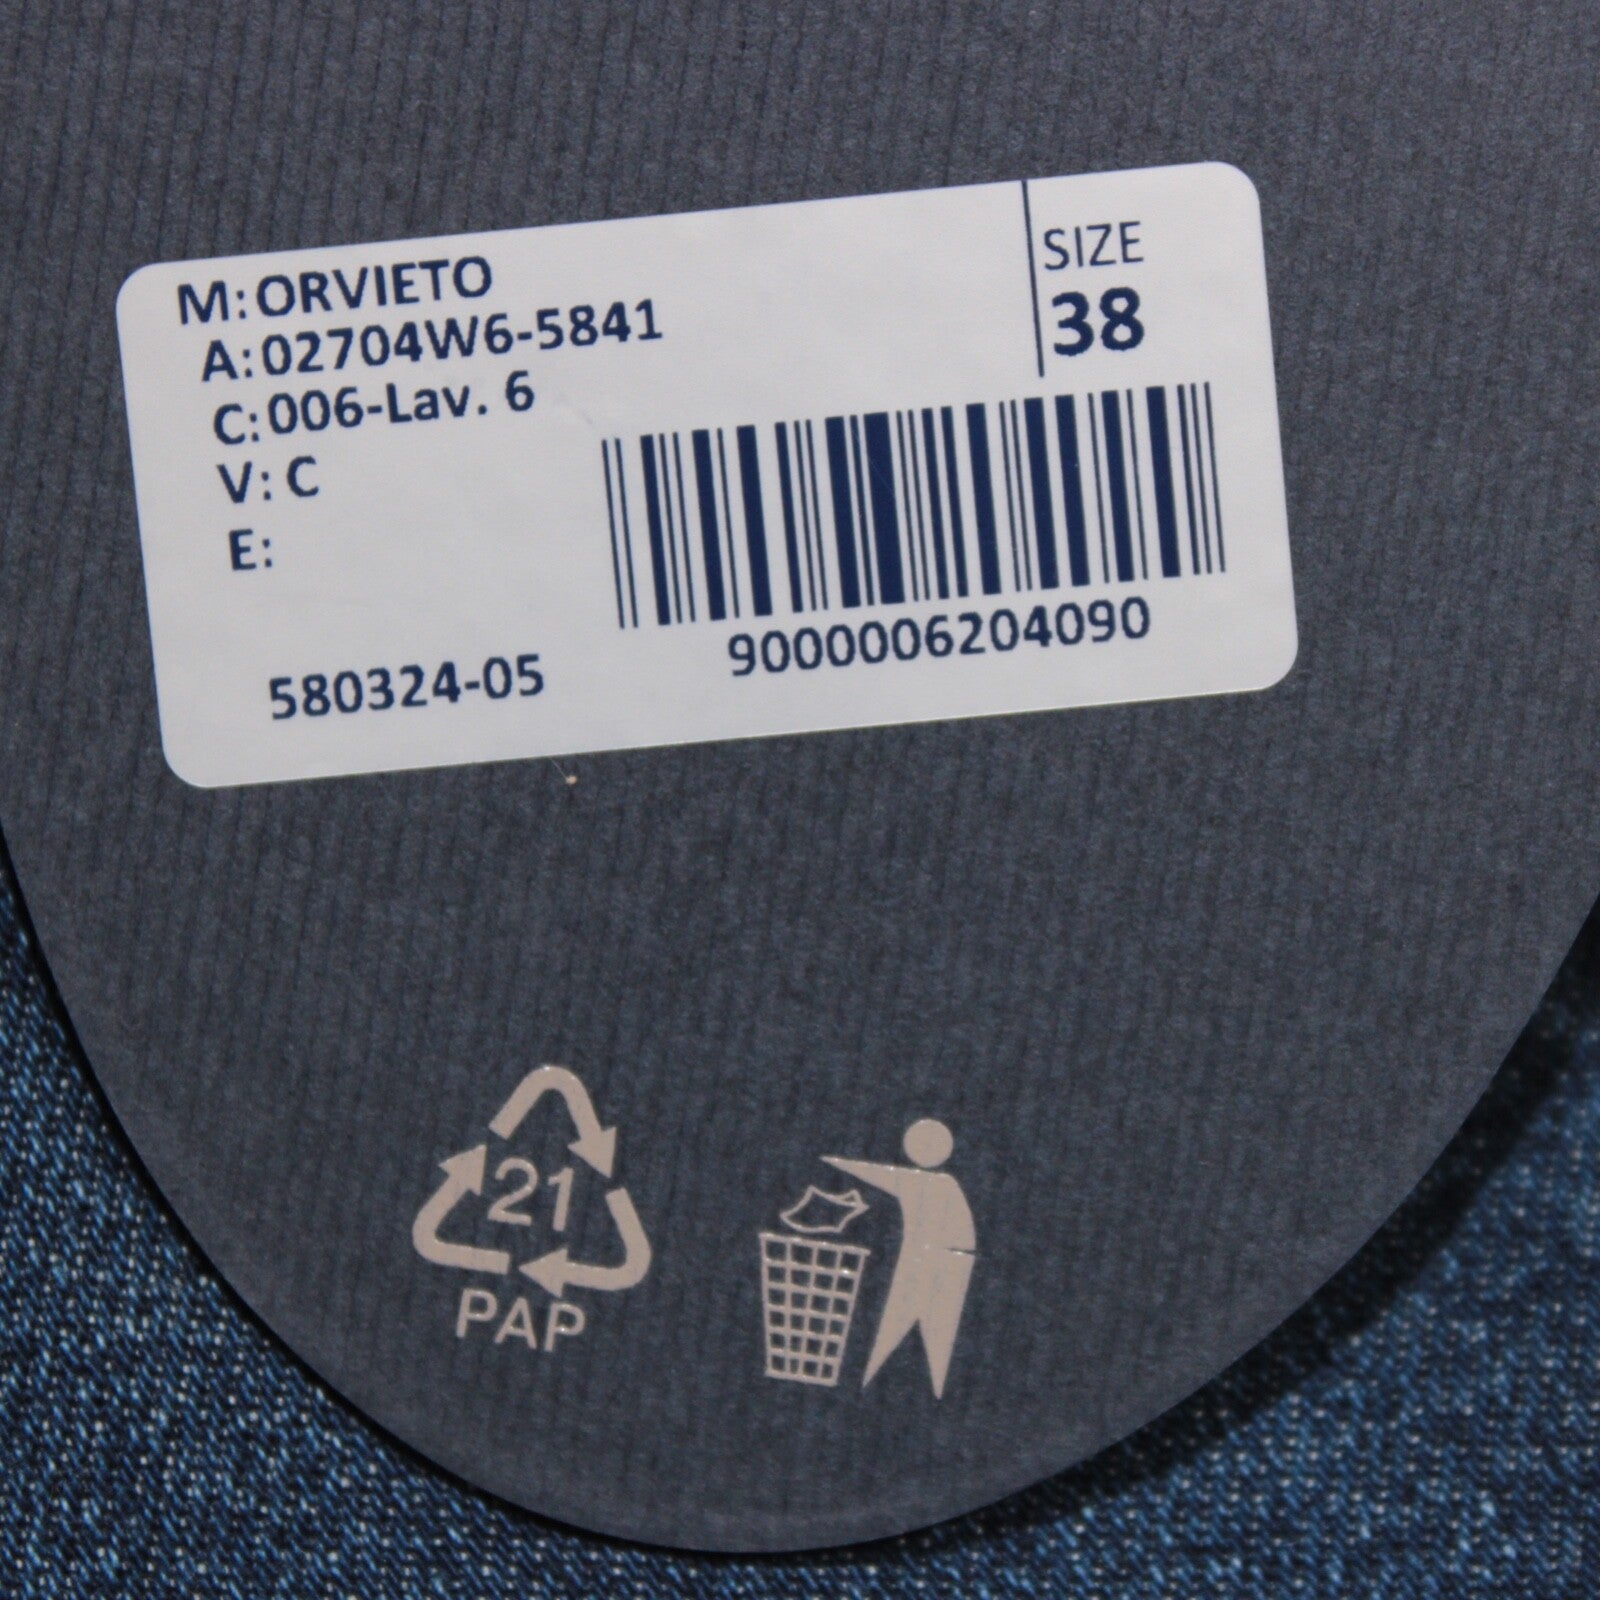 M: ORVIETO
A: 02704W6-5841
C: 006-Lav. 6
V: C
E:
SIZE
38
9000006204090
580324-05
21
PAP